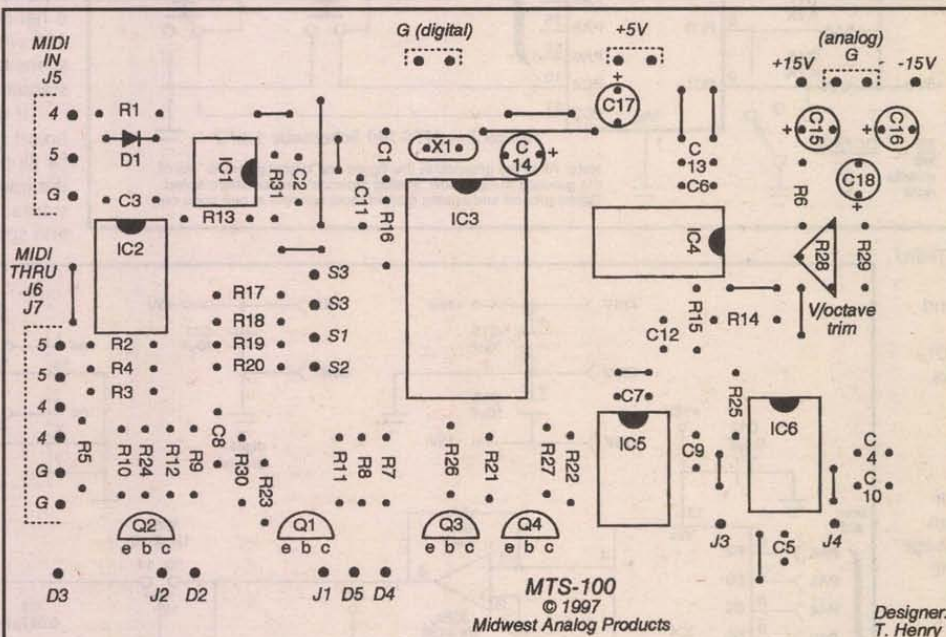 MIDI
IN
J5
G (digital)
+5V
(analog)
G
+15V
-15V
4
R1
D1
5
C3
G
IC1
R31
C2
R13
C11
C1
R16
X1
C
14
+
IC3
+
C17
C
13
C6
IC4
+
C15
C16
+
C18
+
R6
R28
R29
V/octave
trim
IC2
MIDI
THRU
J6
J7
R17
R18
R19
R20
S3
S3
S1
S2
C12
R15
R14
5
R2
5
R4
R3
4
4
G
G
R5
R10
R24
R12
R9
C8
R30
R23
R11
R8
R7
R26
R21
R27
R22
C7
IC5
C9
R25
IC6
C
4
C
10
Q2
e b c
Q1
e b c
Q3
e b c
Q4
e b c
J3
C5
J4
D3
J2
D2
J1
D5
D4
MTS-100
© 1997
Midwest Analog Products
Designer:
T. Henry